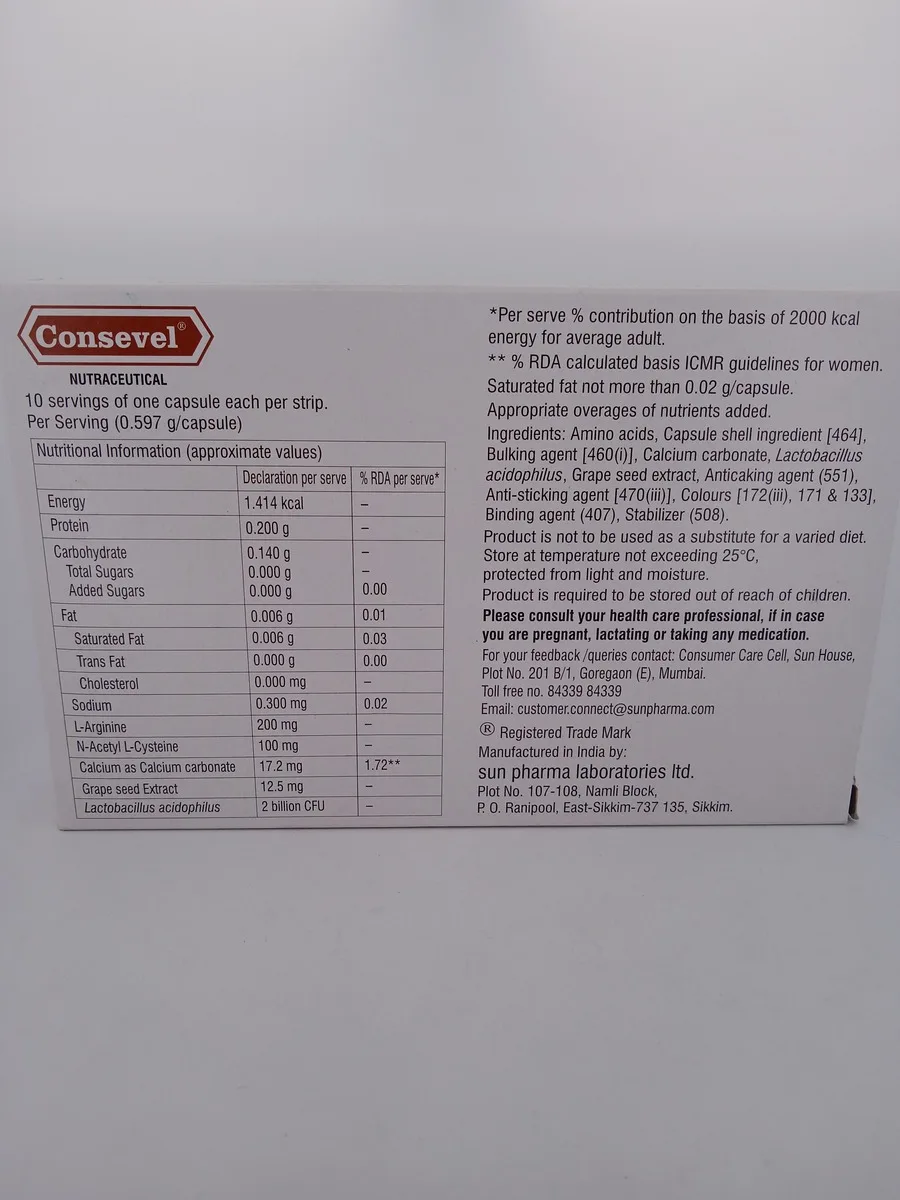 Consevel®
NUTRACEUTICAL
10 servings of one capsule each per strip.
Per Serving (0.597 g/capsule)
Nutritional Information (approximate values)
Declaration per serve % RDA per serve*
Energy 1.414 kcal –
Protein 0.200 g –
Carbohydrate 0.140 g –
Total Sugars 0.000 g –
Added Sugars 0.000 g 0.00
Fat 0.006 g 0.01
Saturated Fat 0.006 g 0.03
Trans Fat 0.000 g 0.00
Cholesterol 0.000 mg –
Sodium 0.300 mg 0.02
L-Arginine 200 mg –
N-Acetyl L-Cysteine 100 mg –
Calcium as Calcium carbonate 17.2 mg 1.72**
Grape seed Extract 12.5 mg –
Lactobacillus acidophilus 2 billion CFU –
*Per serve % contribution on the basis of 2000 kcal
energy for average adult.
** % RDA calculated basis ICMR guidelines for women.
Saturated fat not more than 0.02 g/capsule.
Appropriate overages of nutrients added.
Ingredients: Amino acids, Capsule shell ingredient [464],
Bulking agent [460(i)], Calcium carbonate, Lactobacillus
acidophilus, Grape seed extract, Anticaking agent (551),
Anti-sticking agent [470(iii)], Colours [172(iii), 171 & 133],
Binding agent (407), Stabilizer (508).
Product is not to be used as a substitute for a varied diet.
Store at temperature not exceeding 25°C,
protected from light and moisture.
Product is required to be stored out of reach of children.
Please consult your health care professional, if in case
you are pregnant, lactating or taking any medication.
For your feedback/queries contact: Consumer Care Cell, Sun House,
Plot No. 201 B/1, Goregaon (E), Mumbai.
Toll free no. 84339 84339
Email: customer.connect@sunpharma.com
® Registered Trade Mark
Manufactured in India by:
sun pharma laboratories ltd.
Plot No. 107-108, Namli Block,
P. O. Ranipool, East-Sikkim-737 135, Sikkim.